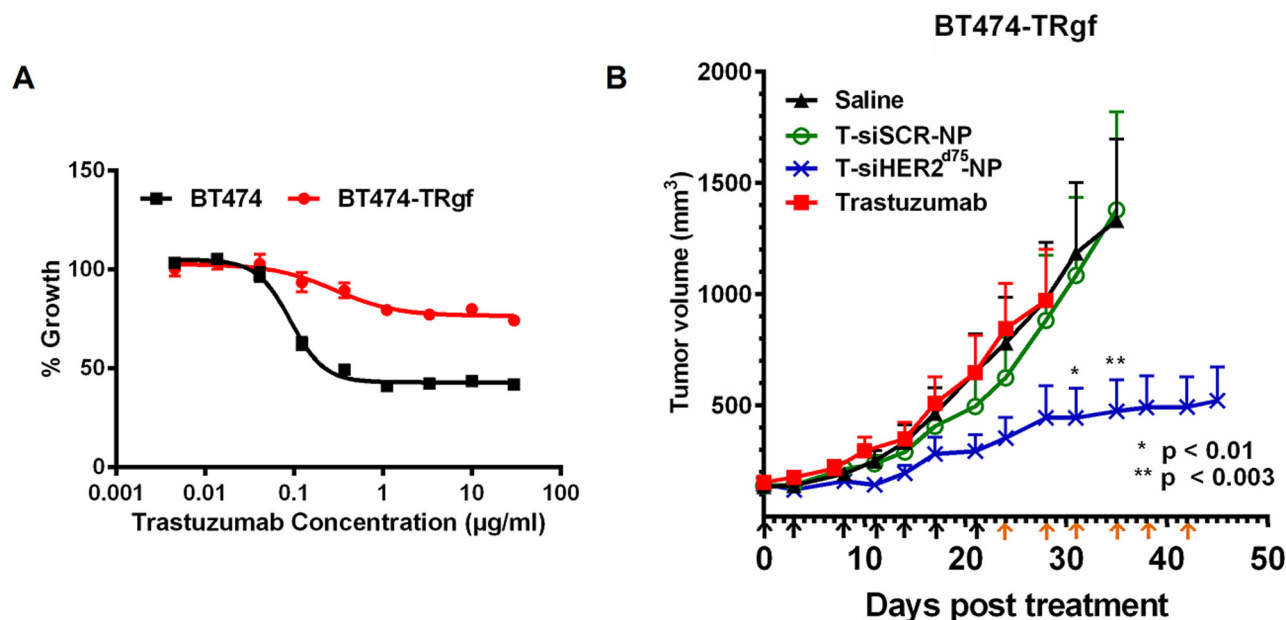 A
150
100
50
0
% Growth
BT474
BT474-TRgf
0.001
0.01
0.1
1
10
100
Trastuzumab Concentration (µg/ml)
B
BT474-TRgf
2000
1500
1000
500
Tumor volume (mm³)
Saline
T-siSCR-NP
T-siHER2ᵈ⁷⁵-NP
Trastuzumab
*
**
* p < 0.01
** p < 0.003
0
10
20
30
40
50
Days post treatment